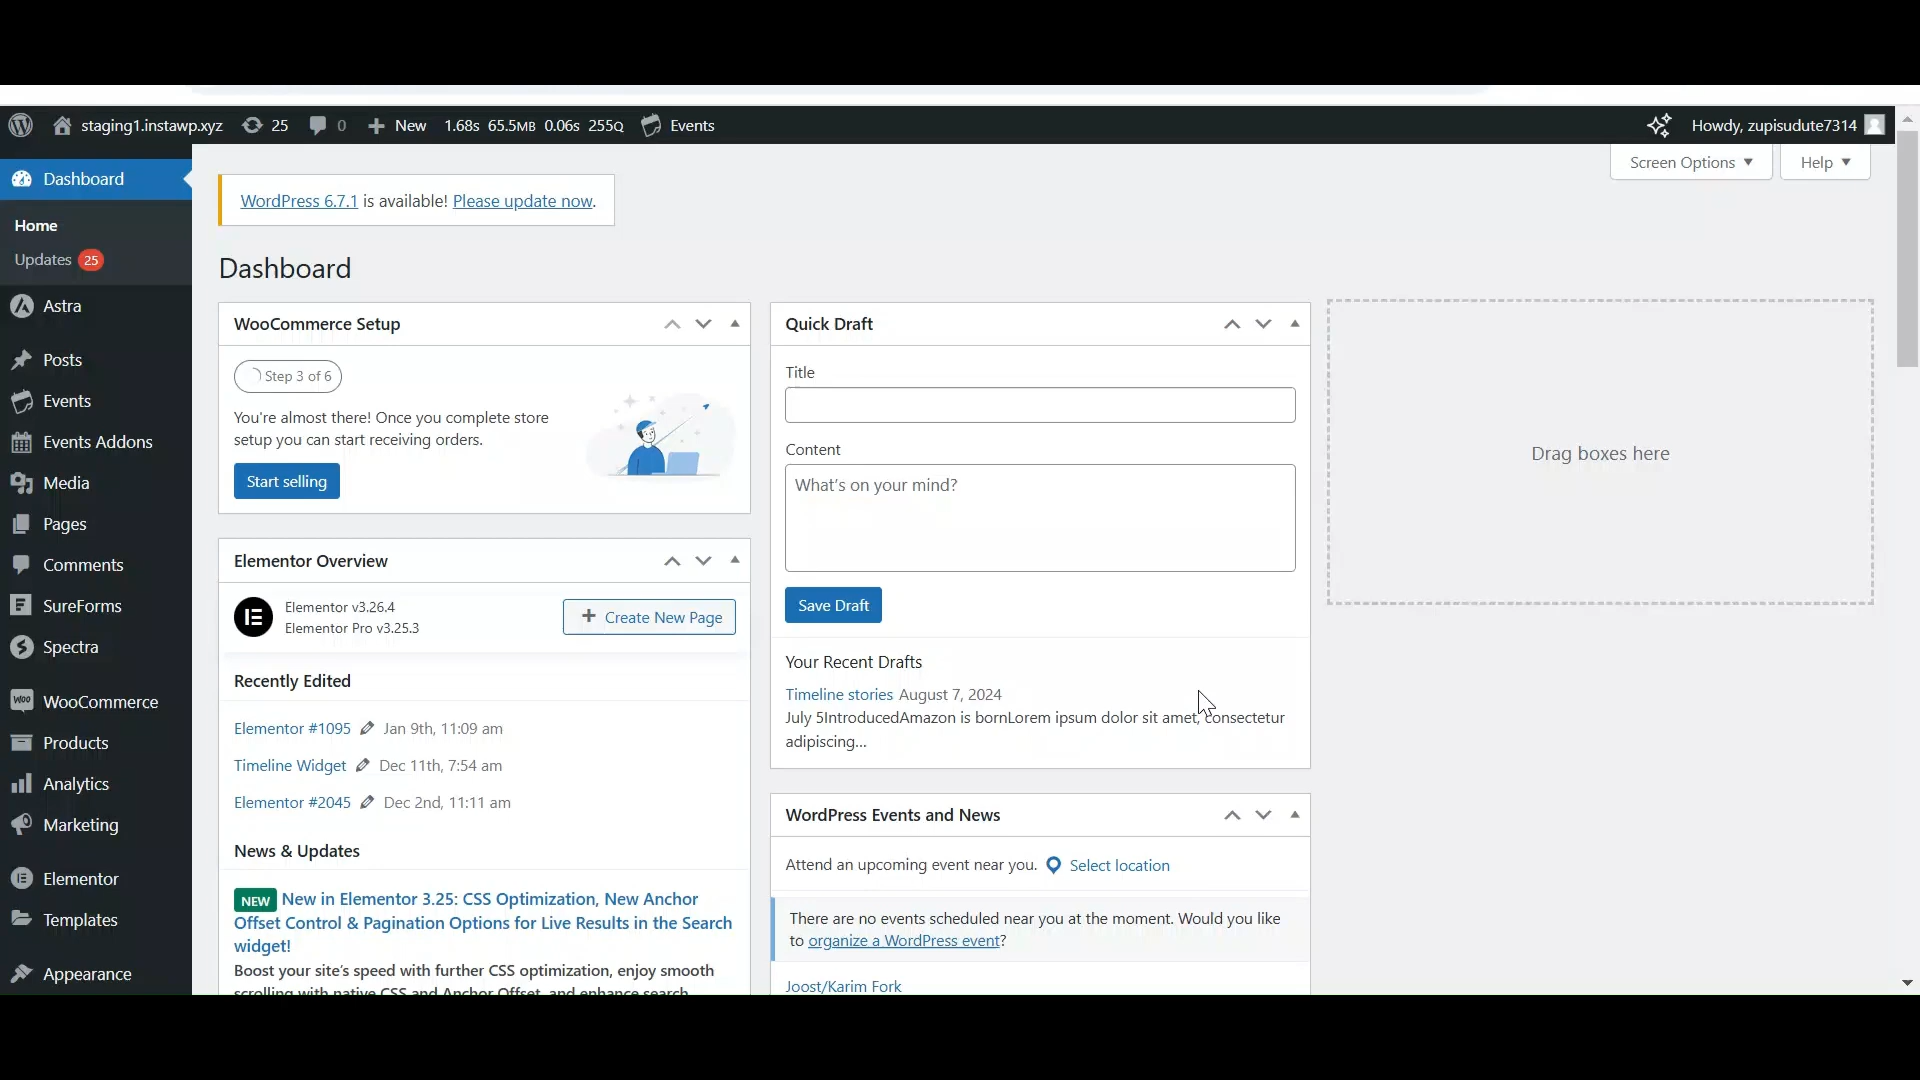 staging1.instawp.xyz 25 0 New 1.68s 65.5MB 0.06s 255Q Events Howdy, zupisudute7314
Dashboard
Home
Updates 25
Astra
Posts
Events
Events Addons
Media
Pages
Comments
SureForms
Spectra
WooCommerce
Products
Analytics
Marketing
Elementor
Templates
Appearance
Screen Options Help
WordPress 6.7.1 is available! Please update now.
Dashboard
WooCommerce Setup
Step 3 of 6
You're almost there! Once you complete store
setup you can start receiving orders.
Start selling
Elementor Overview
Elementor v3.26.4
Elementor Pro v3.25.3
Create New Page
Recently Edited
Elementor #1095 Jan 9th, 11:09 am
Timeline Widget Dec 11th, 7:54 am
Elementor #2045 Dec 2nd, 11:11 am
News & Updates
NEW New in Elementor 3.25: CSS Optimization, New Anchor
Offset Control & Pagination Options for Live Results in the Search
widget!
Boost your site's speed with further CSS optimization, enjoy smooth
scrolling with native CSS and Anchor Offset, and enhance search
Quick Draft
Title
Content
What's on your mind?
Save Draft
Your Recent Drafts
Timeline stories August 7, 2024
July 5IntroducedAmazon is bornLorem ipsum dolor sit amet, consectetur
adipiscing...
WordPress Events and News
Attend an upcoming event near you. Select location
There are no events scheduled near you at the moment. Would you like
to organize a WordPress event?
Joost/Karim Fork
Drag boxes here